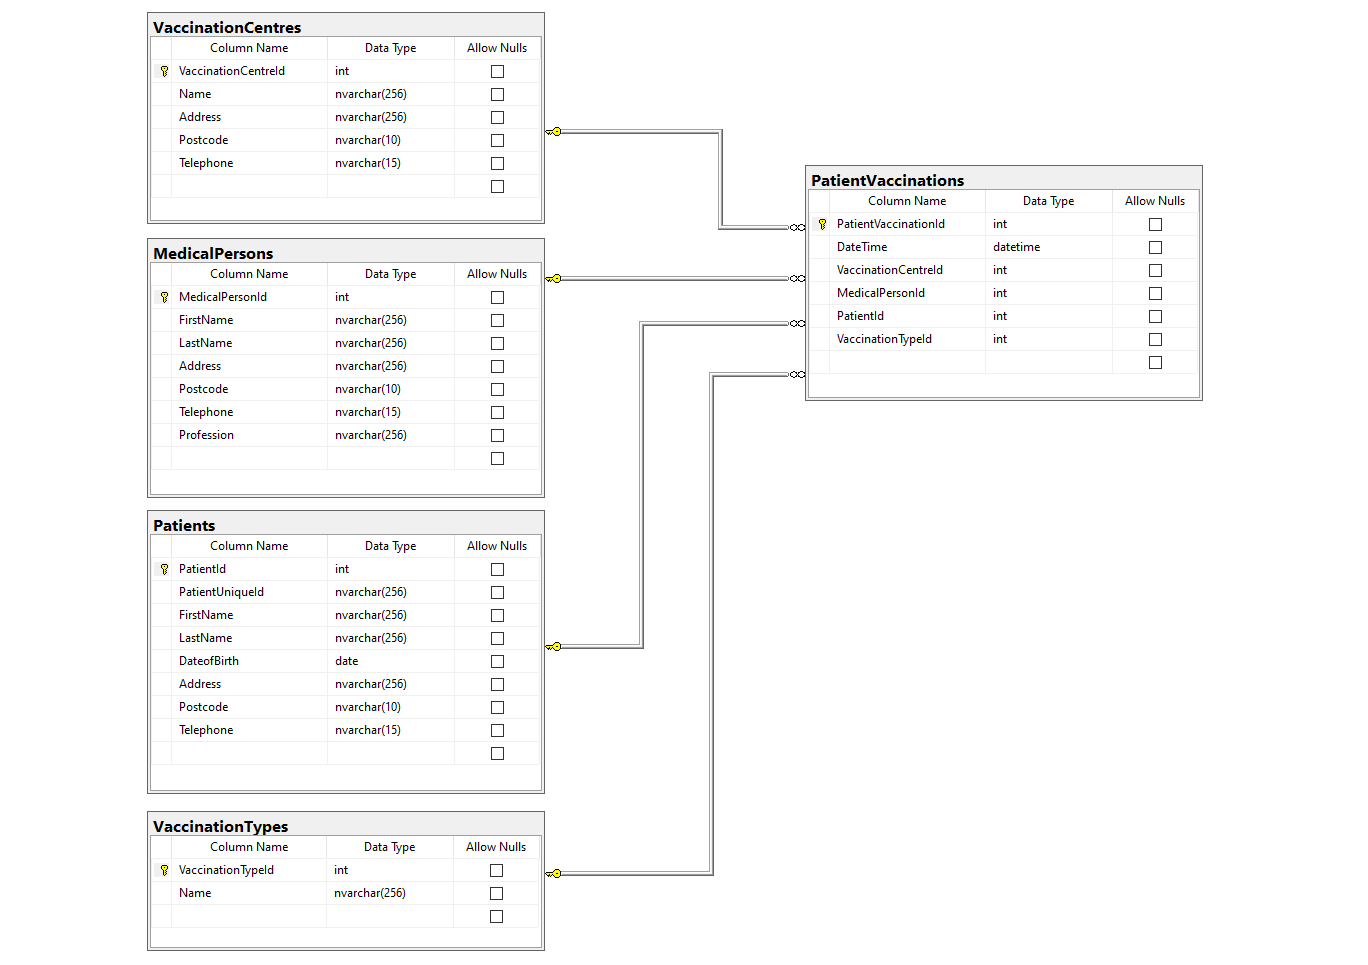 VaccinationCentres
Column Name Data Type Allow Nulls
VaccinationCentreId int
Name nvarchar(256)
Address nvarchar(256)
Postcode nvarchar(10)
Telephone nvarchar(15)
MedicalPersons
Column Name Data Type Allow Nulls
MedicalPersonId int
FirstName nvarchar(256)
LastName nvarchar(256)
Address nvarchar(256)
Postcode nvarchar(10)
Telephone nvarchar(15)
Profession nvarchar(256)
Patients
Column Name Data Type Allow Nulls
PatientId int
PatientUniqueId nvarchar(256)
FirstName nvarchar(256)
LastName nvarchar(256)
DateofBirth date
Address nvarchar(256)
Postcode nvarchar(10)
Telephone nvarchar(15)
VaccinationTypes
Column Name Data Type Allow Nulls
VaccinationTypeId int
Name nvarchar(256)
PatientVaccinations
Column Name Data Type Allow Nulls
PatientVaccinationId int
DateTime datetime
VaccinationCentreId int
MedicalPersonId int
PatientId int
VaccinationTypeId int